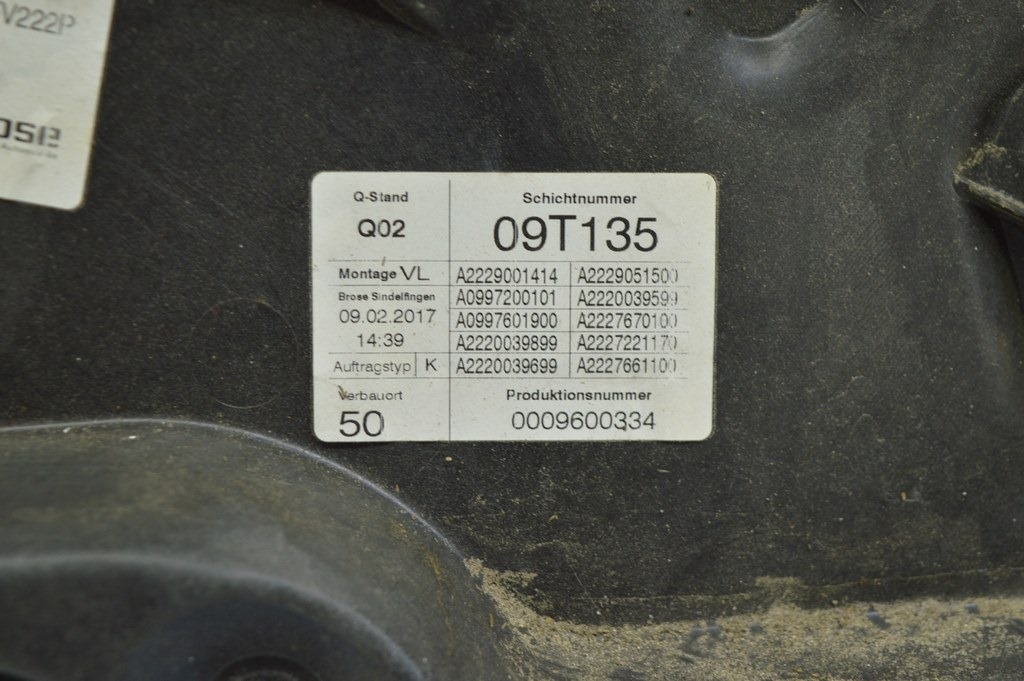 V222P
Q-Stand
Q02
Schichtnummer
09T135
Montage VL
Brose Sindelfingen
09.02.2017
14:39
Auftragstyp K
A2229001414 A2229051500
A0997200101 A2220039599
A0997601900 A2227670100
A2220039899 A2227221170
A2220039699 A2227661100
Verbauort
50
Produktionsnummer
0009600334